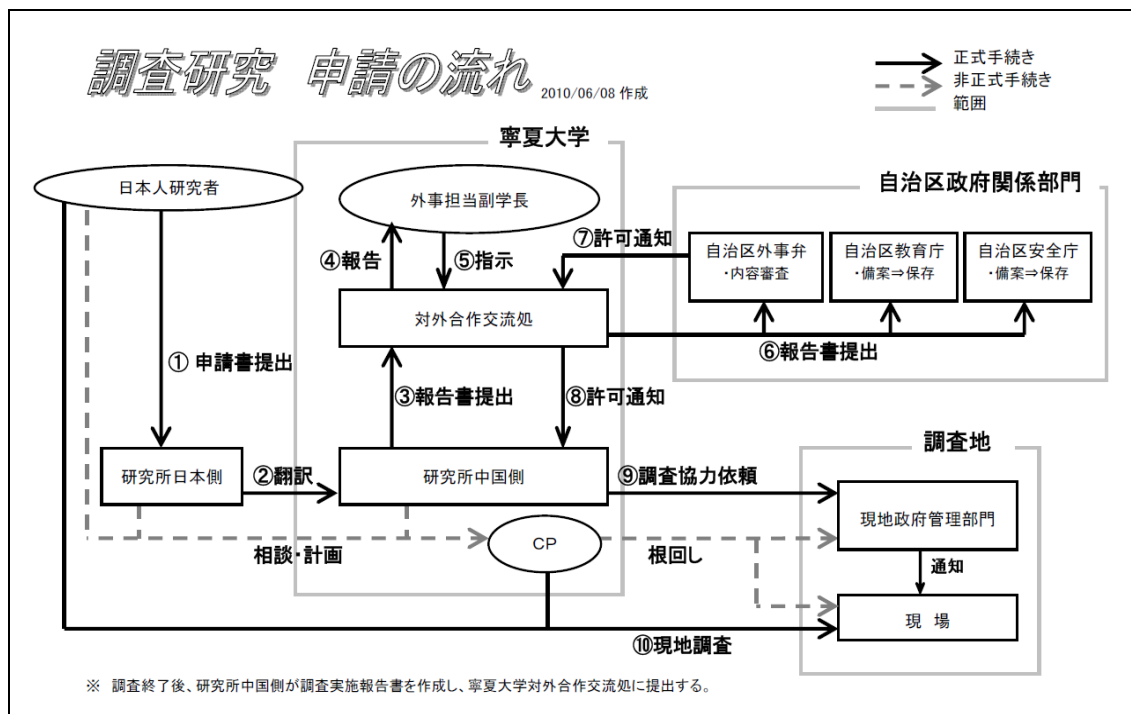 調査研究 申請の流れ
2010/06/08 作成
正式手続き
非正式手続き
範囲
寧夏大学
日本人研究者
外事担当副学長
自治区政府関係部門
④報告
⑤指示
⑦許可通知
自治区外事弁
・内容審査
自治区教育庁
・備案⇒保存
自治区安全庁
・備案⇒保存
対外合作交流処
⑥報告書提出
① 申請書提出
③報告書提出
⑧許可通知
調査地
研究所日本側
②翻訳
研究所中国側
⑨調査協力依頼
現地政府管理部門
相談・計画
CP
根回し
通知
現 場
⑩現地調査
※ 調査終了後、研究所中国側が調査実施報告書を作成し、寧夏大学対外合作交流処に提出する。